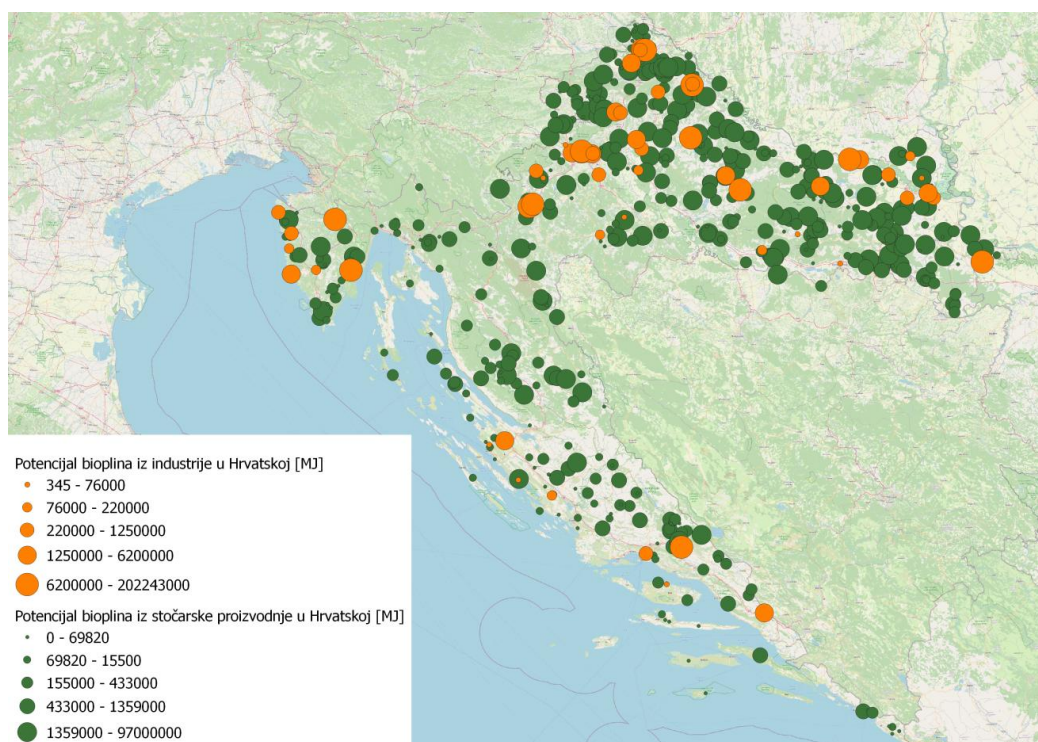 Potencijal bioplina iz industrije u Hrvatskoj [MJ]
345 - 76000
76000 - 220000
220000 - 1250000
1250000 - 6200000
6200000 - 202243000
Potencijal bioplina iz stočarske proizvodnje u Hrvatskoj [MJ]
0 - 69820
69820 - 15500
155000 - 433000
433000 - 1359000
1359000 - 97000000